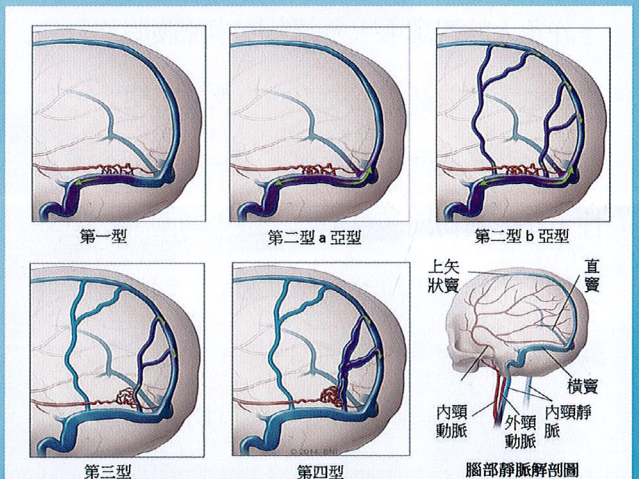 第一型
第二型 a 亞型
第二型 b 亞型
上矢
狀竇
直
竇
橫竇
內頸
動脈
外頸
動脈
內頸靜
脈
第三型
第四型
腦部靜脈解剖圖
© 2014, BNI